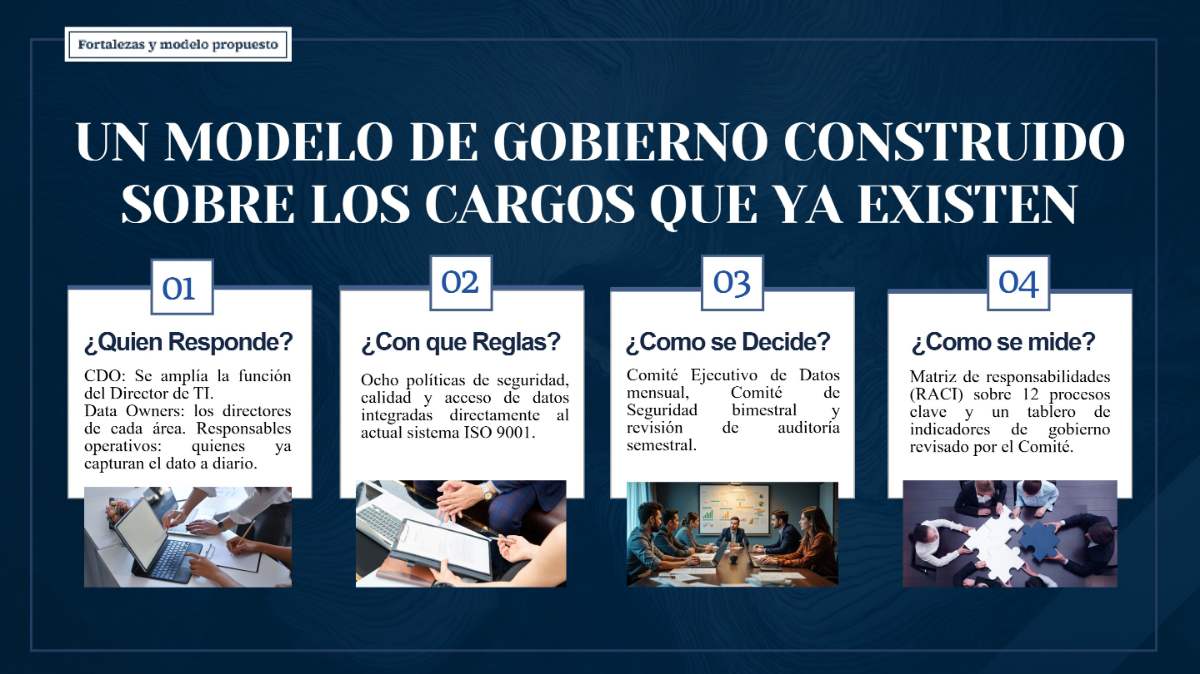 Fortalezas y modelo propuesto
UN MODELO DE GOBIERNO CONSTRUIDO
SOBRE LOS CARGOS QUE YA EXISTEN
01
¿Quien Responde?
CDO: Se amplía la función
del Director de TI.
Data Owners: los directores
de cada área. Responsables
operativos: quienes ya
capturan el dato a diario.
02
¿Con que Reglas?
Ocho políticas de seguridad,
calidad y acceso de datos
integradas directamente al
actual sistema ISO 9001.
03
¿Como se Decide?
Comité Ejecutivo de Datos
mensual, Comité de
Seguridad bimestral y
revisión de auditoría
semestral.
04
¿Como se mide?
Matriz de responsabilidades
(RACI) sobre 12 procesos
clave y un tablero de
indicadores de gobierno
revisado por el Comité.